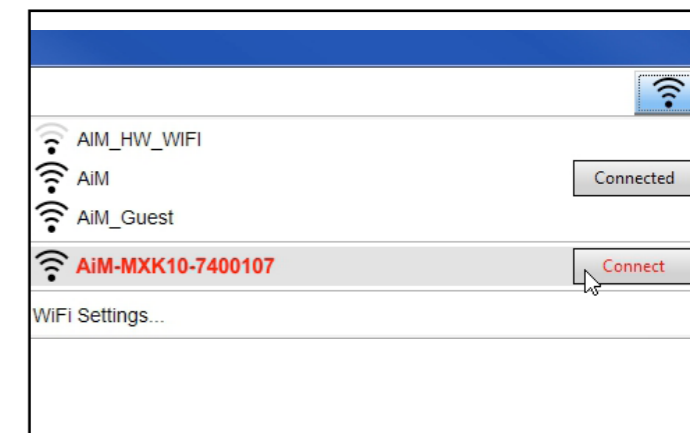 AIM_HW_WIFI
AiM Connected
AiM_Guest
AiM-MXK10-7400107 Connect
WiFi Settings...